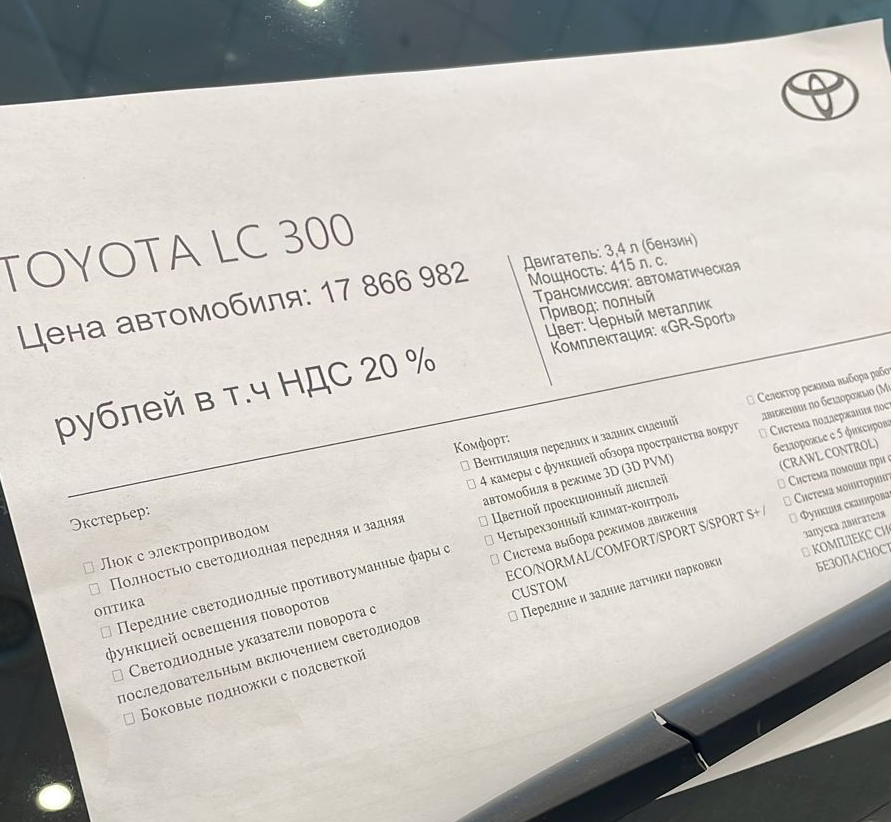 TOYOTA LC 300
Цена автомобиля: 17 866 982
рублей в т.ч НДС 20 %
Двигатель: 3,4 л (бензин)
Мощность: 415 л. с.
Трансмиссия: автоматическая
Привод: полный
Цвет: Черный металлик
Комплектация: «GR-Sport»
Экстерьер:
Люк с электроприводом
Полностью светодиодная передняя и задняя
оптика
Передние светодиодные противотуманные фары с
функцией освещения поворотов
Светодиодные указатели поворота с
последовательным включением светодиодов
Боковые подножки с подсветкой
Комфорт:
Вентиляция передних и задних сидений
4 камеры с функцией обзора пространства вокруг
автомобиля в режиме 3D (3D PVM)
Цветной проекционный дисплей
Четырехзонный климат-контроль
Система выбора режимов движения
ECO/NORMAL/COMFORT/SPORT S/SPORT S+ /
CUSTOM
Передние и задние датчики парковки
Селектор режима выбора
движении по бездорожью
Система поддержания
бездорожье с 5
(CRAWL CONTROL)
Система помощи при
Система
Функция
запуска двигателя
КОМПЛЕКС